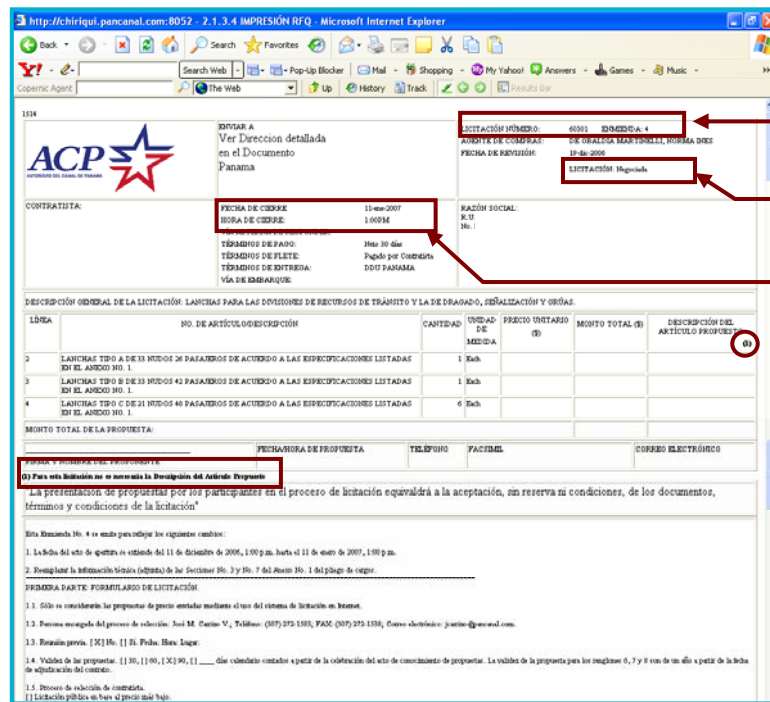 http://chiriqui.pancanal.com:8052 - 2.1.3.4 IMPRESIÓN RFQ - Microsoft Internet Explorer
Back Search Favorites
Y! Search Web Pop-Up Blocker Mail Shopping My Yahoo! Answers Games Music
Copernic Agent The Web Up History Track Results Bar
1514
ACP
AUTORIDAD DEL CANAL DE PANAMÁ
ENVIAR A
Ver Direccion detallada
en el Documento
Panama
LICITACIÓN NÚMERO: 60301 ENMIENDA: 4
AGENTE DE COMPRAS: DE OBALDIA MARTINELLI, NORMA INES
FECHA DE REVISIÓN: 19-dic-2006
LICITACIÓN: Negociada
CONTRATISTA:
FECHA DE CIERRE 11-ene-2007
HORA DE CIERRE: 1:00PM
TÉRMINOS DE PAGO: Neto 30 días
TÉRMINOS DE FLETE: Pagado por Contratista
TÉRMINOS DE ENTREGA: DDU PANAMA
VÍA DE EMBARQUE:
RAZÓN SOCIAL:
R.U.
No.
DESCRIPCIÓN GENERAL DE LA LICITACIÓN: LANCHAS PARA LAS DIVISIONES DE RECURSOS DE TRÁNSITO Y LA DE DRAGADO, SEÑALIZACIÓN Y GRÚAS.
LÍNEA NO. DE ARTÍCULO/DESCRIPCIÓN CANTIDAD UNIDAD DE MEDIDA PRECIO UNITARIO ($) MONTO TOTAL ($) DESCRIPCIÓN DEL ARTÍCULO PROPUESTO (1)
2 LANCHAS TIPO A DE 33 NUDOS 26 PASAJEROS DE ACUERDO A LAS ESPECIFICACIONES LISTADAS 1 Each
EN EL ANEXO NO. 1.
3 LANCHAS TIPO B DE 33 NUDOS 42 PASAJEROS DE ACUERDO A LAS ESPECIFICACIONES LISTADAS 1 Each
EN EL ANEXO NO. 1.
4 LANCHAS TIPO C DE 21 NUDOS 48 PASAJEROS DE ACUERDO A LAS ESPECIFICACIONES LISTADAS 6 Each
EN EL ANEXO NO. 1.
MONTO TOTAL DE LA PROPUESTA:
FECHA/HORA DE PROPUESTA TELÉFONO FACSIMIL CORREO ELECTRÓNICO
FIRMA Y NOMBRE DEL PROPONENTE
(1) Para esta licitación no es necesaria la Descripción del Artículo Propuesto
"La presentación de propuestas por los participantes en el proceso de licitación equivaldrá a la aceptación, sin reserva ni condiciones, de los documentos,
términos y condiciones de la licitación"
Esta Enmienda No. 4 se emite para reflejar los siguientes cambios:
1. La fecha del acto de apertura se extiende del 11 de diciembre de 2006, 1:00 p.m. hasta el 11 de enero de 2007, 1:00 p.m.
2. Reemplazar la información técnica (adjunta) de las Secciones No. 3 y No. 7 del Anexo No. 1 del pliego de cargos.
PRIMERA PARTE: FORMULARIO DE LICITACIÓN
1.1. Sólo se considerarán las propuestas de precio enviadas mediante el uso del sistema de licitación en Internet.
1.2. Persona encargada del proceso de selección: José M. Carrizo V.; Teléfono: (507) 272-1583; FAX: (507) 272-1538; Correo electrónico: jcarrizo@pancanal.com.
1.3. Reunión previa. [X] No. [ ] Sí. Fecha: Hora: Lugar:
1.4. Validez de las propuestas. [ ] 30, [ ] 60, [X] 90, [ ] ____ días calendario contados a partir de la celebración del acto de conocimiento de propuestas. La validez de la propuesta para los renglones 6, 7 y 8 son de un año a partir de la fecha
de adjudicación del contrato.
1.5. Proceso de selección de contratista.
[ ] Licitación pública en base al precio más bajo.